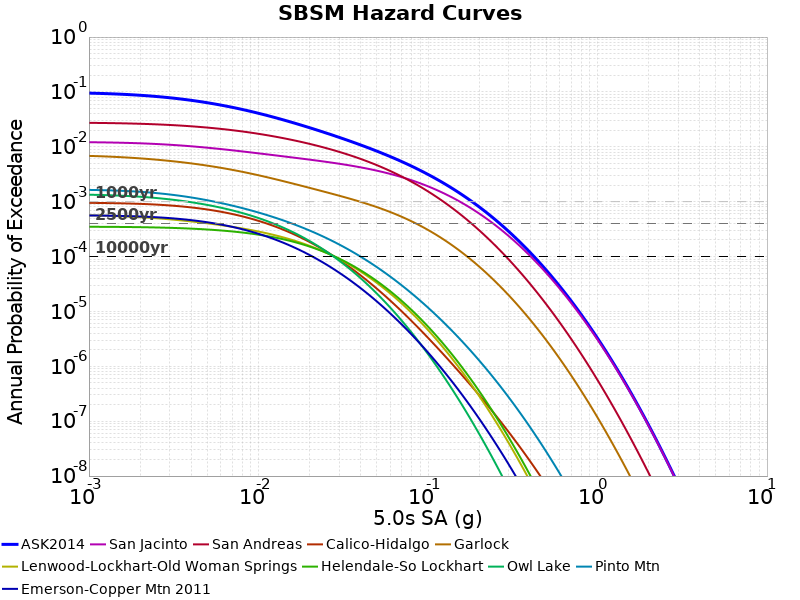 SBSM Hazard Curves
Annual Probability of Exceedance
10^0
10^-1
10^-2
10^-3
10^-4
10^-5
10^-6
10^-7
10^-8
1000yr
2500yr
10000yr
10^-3 10^-2 10^-1 10^0 10^1
5.0s SA (g)
ASK2014 San Jacinto San Andreas Calico-Hidalgo Garlock
Lenwood-Lockhart-Old Woman Springs Helendale-So Lockhart Owl Lake Pinto Mtn
Emerson-Copper Mtn 2011